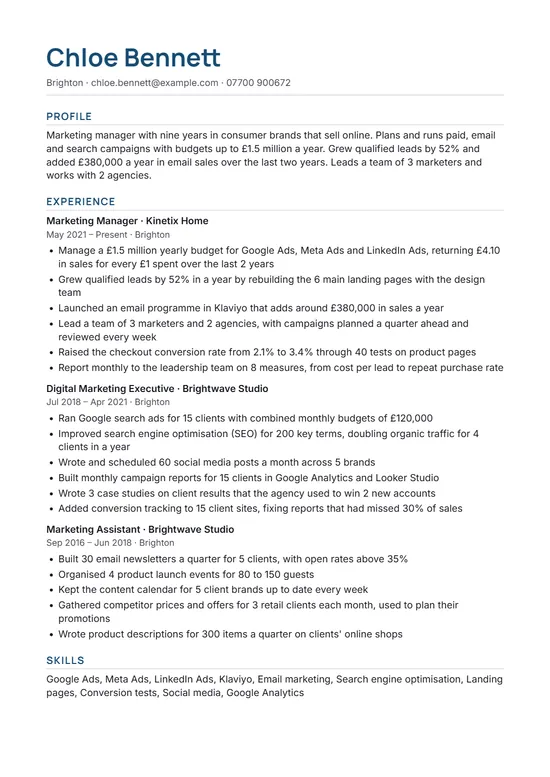 Chloe Bennett
Brighton · chloe.bennett@example.com · 07700 900672
PROFILE
Marketing manager with nine years in consumer brands that sell online. Plans and runs paid, email
and search campaigns with budgets up to £1.5 million a year. Grew qualified leads by 52% and
added £380,000 a year in email sales over the last two years. Leads a team of 3 marketers and
works with 2 agencies.
EXPERIENCE
Marketing Manager · Kinetix Home
May 2021 – Present · Brighton
• Manage a £1.5 million yearly budget for Google Ads, Meta Ads and LinkedIn Ads, returning £4.10
in sales for every £1 spent over the last 2 years
• Grew qualified leads by 52% in a year by rebuilding the 6 main landing pages with the design
team
• Launched an email programme in Klaviyo that adds around £380,000 in sales a year
• Lead a team of 3 marketers and 2 agencies, with campaigns planned a quarter ahead and
reviewed every week
• Raised the checkout conversion rate from 2.1% to 3.4% through 40 tests on product pages
• Report monthly to the leadership team on 8 measures, from cost per lead to repeat purchase rate
Digital Marketing Executive · Brightwave Studio
Jul 2018 – Apr 2021 · Brighton
• Ran Google search ads for 15 clients with combined monthly budgets of £120,000
• Improved search engine optimisation (SEO) for 200 key terms, doubling organic traffic for 4
clients in a year
• Wrote and scheduled 60 social media posts a month across 5 brands
• Built monthly campaign reports for 15 clients in Google Analytics and Looker Studio
• Wrote 3 case studies on client results that the agency used to win 2 new accounts
• Added conversion tracking to 15 client sites, fixing reports that had missed 30% of sales
Marketing Assistant · Brightwave Studio
Sep 2016 – Jun 2018 · Brighton
• Built 30 email newsletters a quarter for 5 clients, with open rates above 35%
• Organised 4 product launch events for 80 to 150 guests
• Kept the content calendar for 5 client brands up to date every week
• Gathered competitor prices and offers for 3 retail clients each month, used to plan their
promotions
• Wrote product descriptions for 300 items a quarter on clients' online shops
SKILLS
Google Ads, Meta Ads, LinkedIn Ads, Klaviyo, Email marketing, Search engine optimisation, Landing
pages, Conversion tests, Social media, Google Analytics